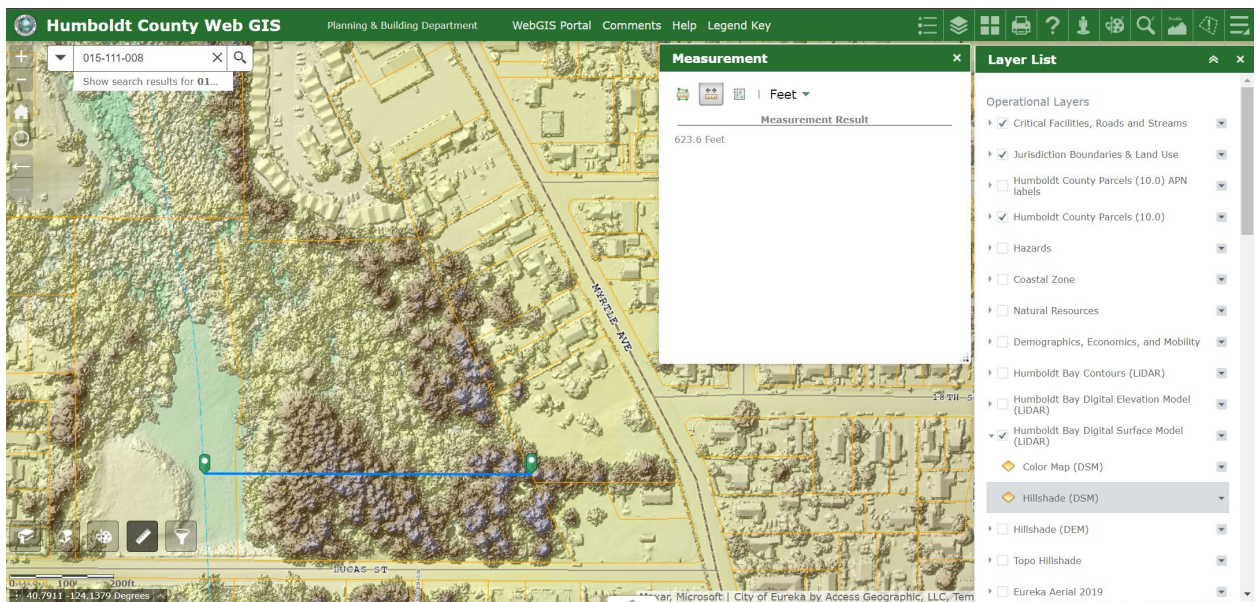 Humboldt County Web GIS
Planning & Building Department
WebGIS Portal Comments Help Legend Key
015-111-008
Show search results for 01...
Measurement
Feet
Measurement Result
623.6 Feet
Layer List
Operational Layers
Critical Facilities, Roads and Streams
Jurisdiction Boundaries & Land Use
Humboldt County Parcels (10.0) APN
labels
Humboldt County Parcels (10.0)
Hazards
Coastal Zone
Natural Resources
Demographics, Economics, and Mobility
Humboldt Bay Contours (LiDAR)
Humboldt Bay Digital Elevation Model
(LiDAR)
Humboldt Bay Digital Surface Model
(LiDAR)
Color Map (DSM)
Hillshade (DSM)
Hillshade (DEM)
Topo Hillshade
Eureka Aerial 2019
MYRTLE AVE
18TH S
LUCAS ST
0 100 200ft
40.7911 -124.1379 Degrees
Maxar, Microsoft | City of Eureka by Access Geographic, LLC, Tem